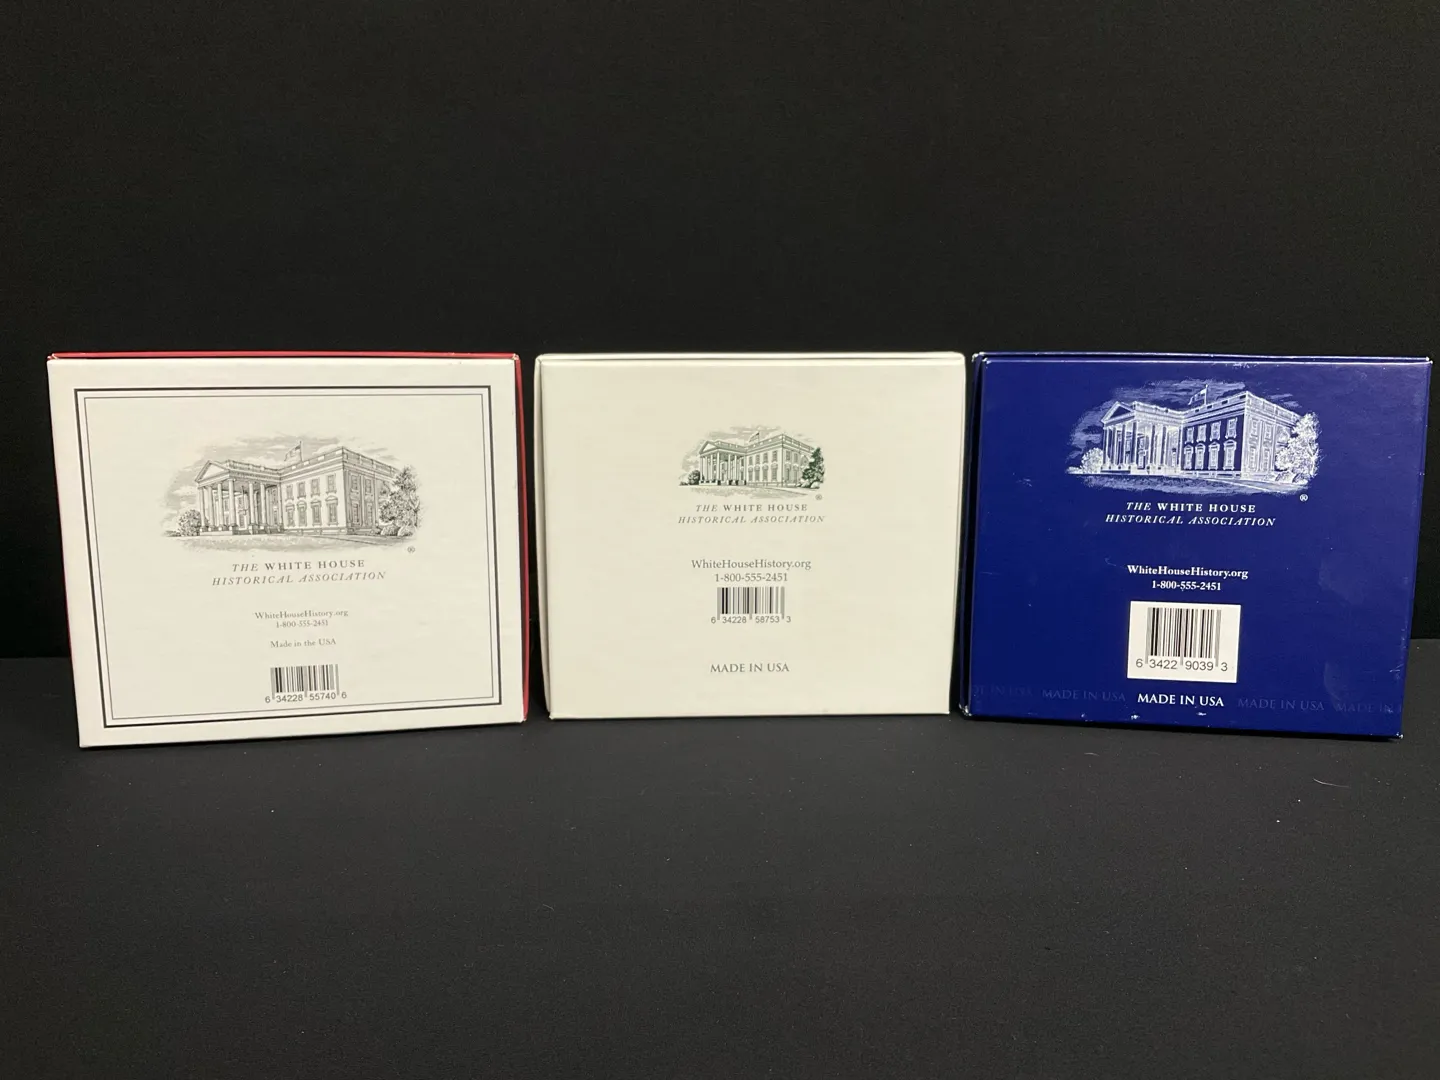 THE WHITE HOUSE
HISTORICAL ASSOCIATION
®
WhiteHouseHistory.org
1-800-555-2451
Made in the USA
6 34228 55740 6
THE WHITE HOUSE
HISTORICAL ASSOCIATION
®
WhiteHouseHistory.org
1-800-555-2451
6 34228 58753 3
MADE IN USA
THE WHITE HOUSE
HISTORICAL ASSOCIATION
®
WhiteHouseHistory.org
1-800-555-2451
6 3422 9039 3
MADE IN USA MADE IN USA MADE IN USA MADE IN